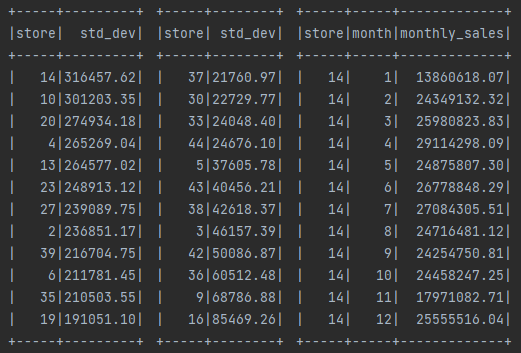 +-----+---------+ +-----+--------+ +-----+-----+-------------+
|store|  std_dev| |store| std_dev| |store|month|monthly_sales|
+-----+---------+ +-----+--------+ +-----+-----+-------------+
|   14|316457.62| |   37|21760.97| |   14|    1|  13860618.07|
|   10|301203.35| |   30|22729.77| |   14|    2|  24349132.32|
|   20|274934.18| |   33|24048.40| |   14|    3|  25980823.83|
|    4|265269.04| |   44|24676.10| |   14|    4|  29114298.09|
|   13|264577.02| |    5|37605.78| |   14|    5|  24875807.30|
|   23|248913.12| |   43|40456.21| |   14|    6|  26778848.29|
|   27|239089.75| |   38|42618.37| |   14|    7|  27084305.51|
|    2|236851.17| |    3|46157.39| |   14|    8|  24716481.12|
|   39|216704.75| |   42|50086.87| |   14|    9|  24254750.81|
|    6|211781.45| |   36|60512.48| |   14|   10|  24458247.25|
|   35|210503.55| |    9|68786.88| |   14|   11|  17971082.71|
|   19|191051.10| |   16|85469.26| |   14|   12|  25555516.04|
+-----+---------+ +-----+--------+ +-----+-----+-------------+